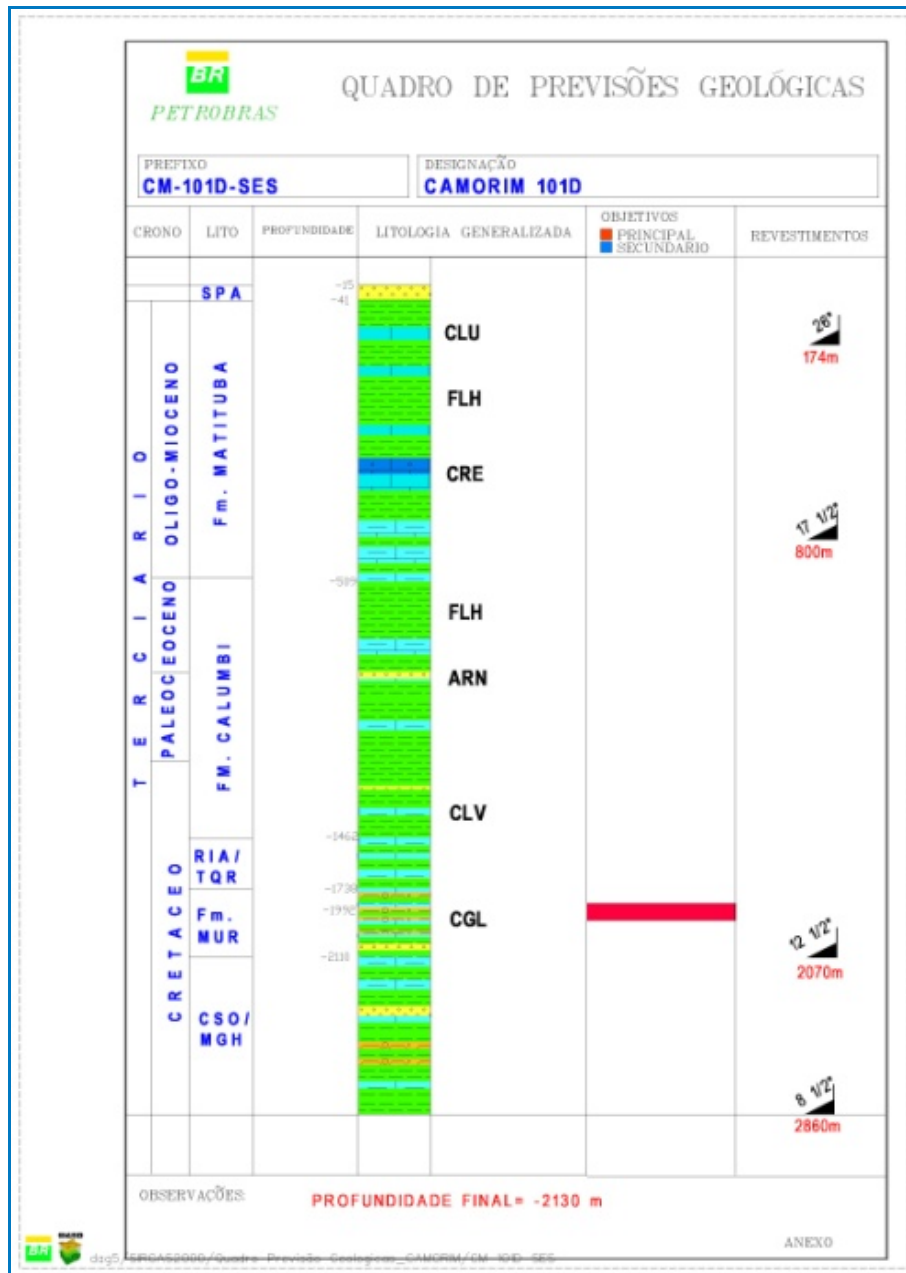 BR
PETROBRAS
QUADRO DE PREVISÕES GEOLÓGICAS
PREFIXO
CM-101D-SES
DESIGNAÇÃO
CAMORIM 101D
CRONO
LITO
PROFUNDIDADE
LITOLOGIA GENERALIZADA
OBJETIVOS
PRINCIPAL
SECUNDARIO
REVESTIMENTOS
TERCIARIO
OLIGO-MIOCENO
EOCENO
PALEOC
CRETACEO
SPA
Fm. MATITUBA
FM. CALUMBI
RIA/
TQR
Fm.
MUR
CSO/
MGH
-15
-41
-1462
-1738
-1992
CLU
FLH
CRE
FLH
ARN
CLV
CGL
26"
174m
17 1/2"
800m
12 1/2"
2070m
8 1/2"
2860m
OBSERVAÇÕES:
PROFUNDIDADE FINAL= -2130 m
ANEXO
BR